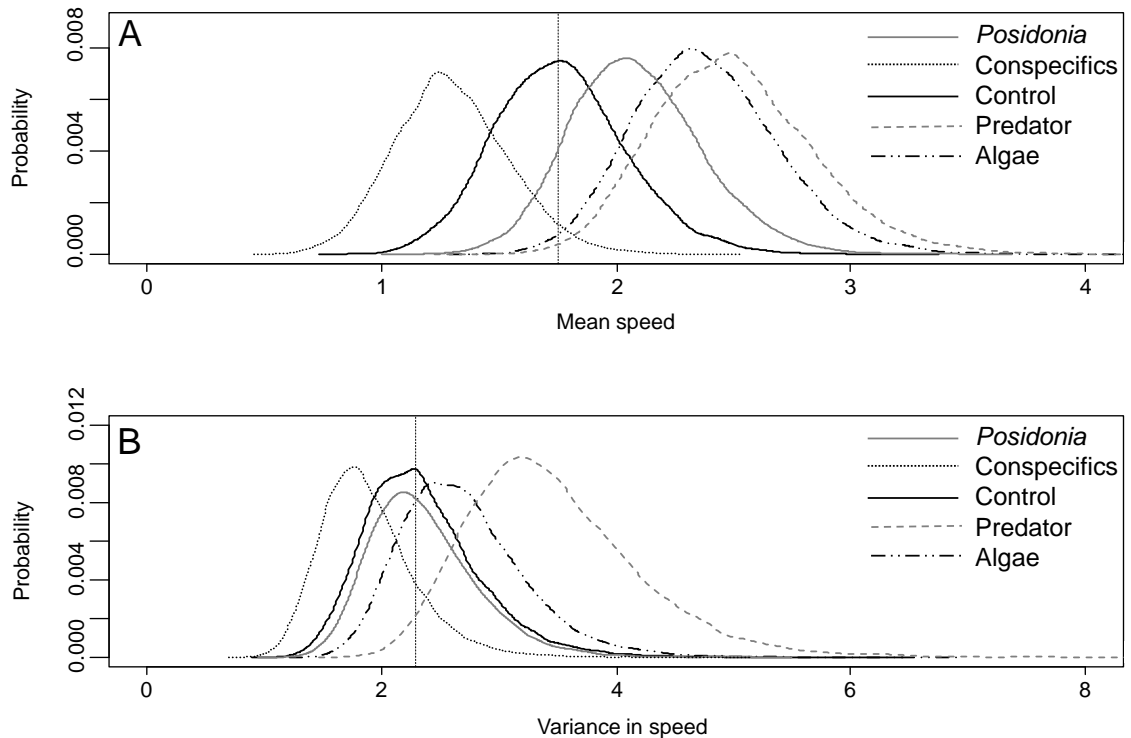 A
Probability
0.008
0.004
0.000
Posidonia
Conspecifics
Control
Predator
Algae
0 1 2 3 4
Mean speed
B
Probability
0.012
0.008
0.004
0.000
Posidonia
Conspecifics
Control
Predator
Algae
0 2 4 6 8
Variance in speed